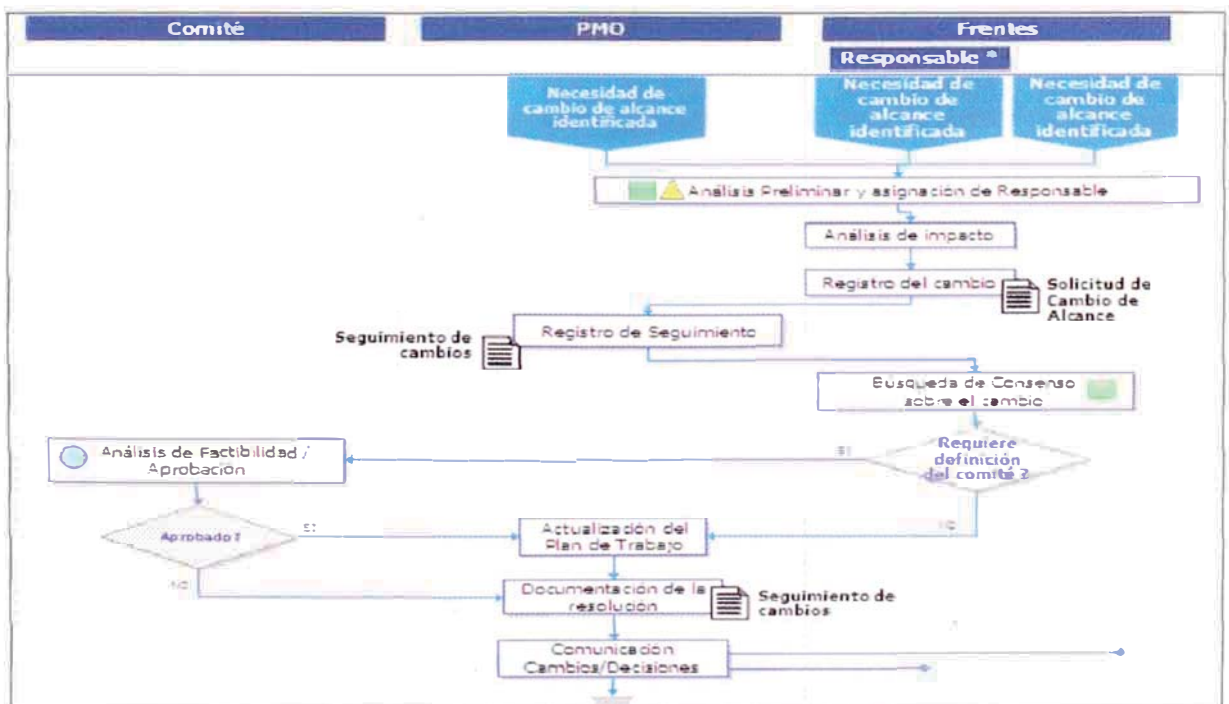 Comité
PMO
Frentes
Responsable *
Necesidad de
cambio de alcance
identificada
Necesidad de
cambio de
alcance
identificada
Necesidad de
cambio de
alcance
identificada
Análisis Preliminar y asignación de Responsable
Análisis de impacto
Registro del cambio
Solicitud de
Cambio de
Alcance
Seguimiento de
cambios
Registro de Seguimiento
Búsqueda de Consenso
sobre el cambio
Requiere
definición
del comité ?
SI
Análisis de Factibilidad /
Aprobación
Aprobado?
SI
NO
Actualización del
Plan de Trabajo
NO
Documentación de la
resolución
Seguimiento de
cambios
Comunicación
Cambios/Decisiones